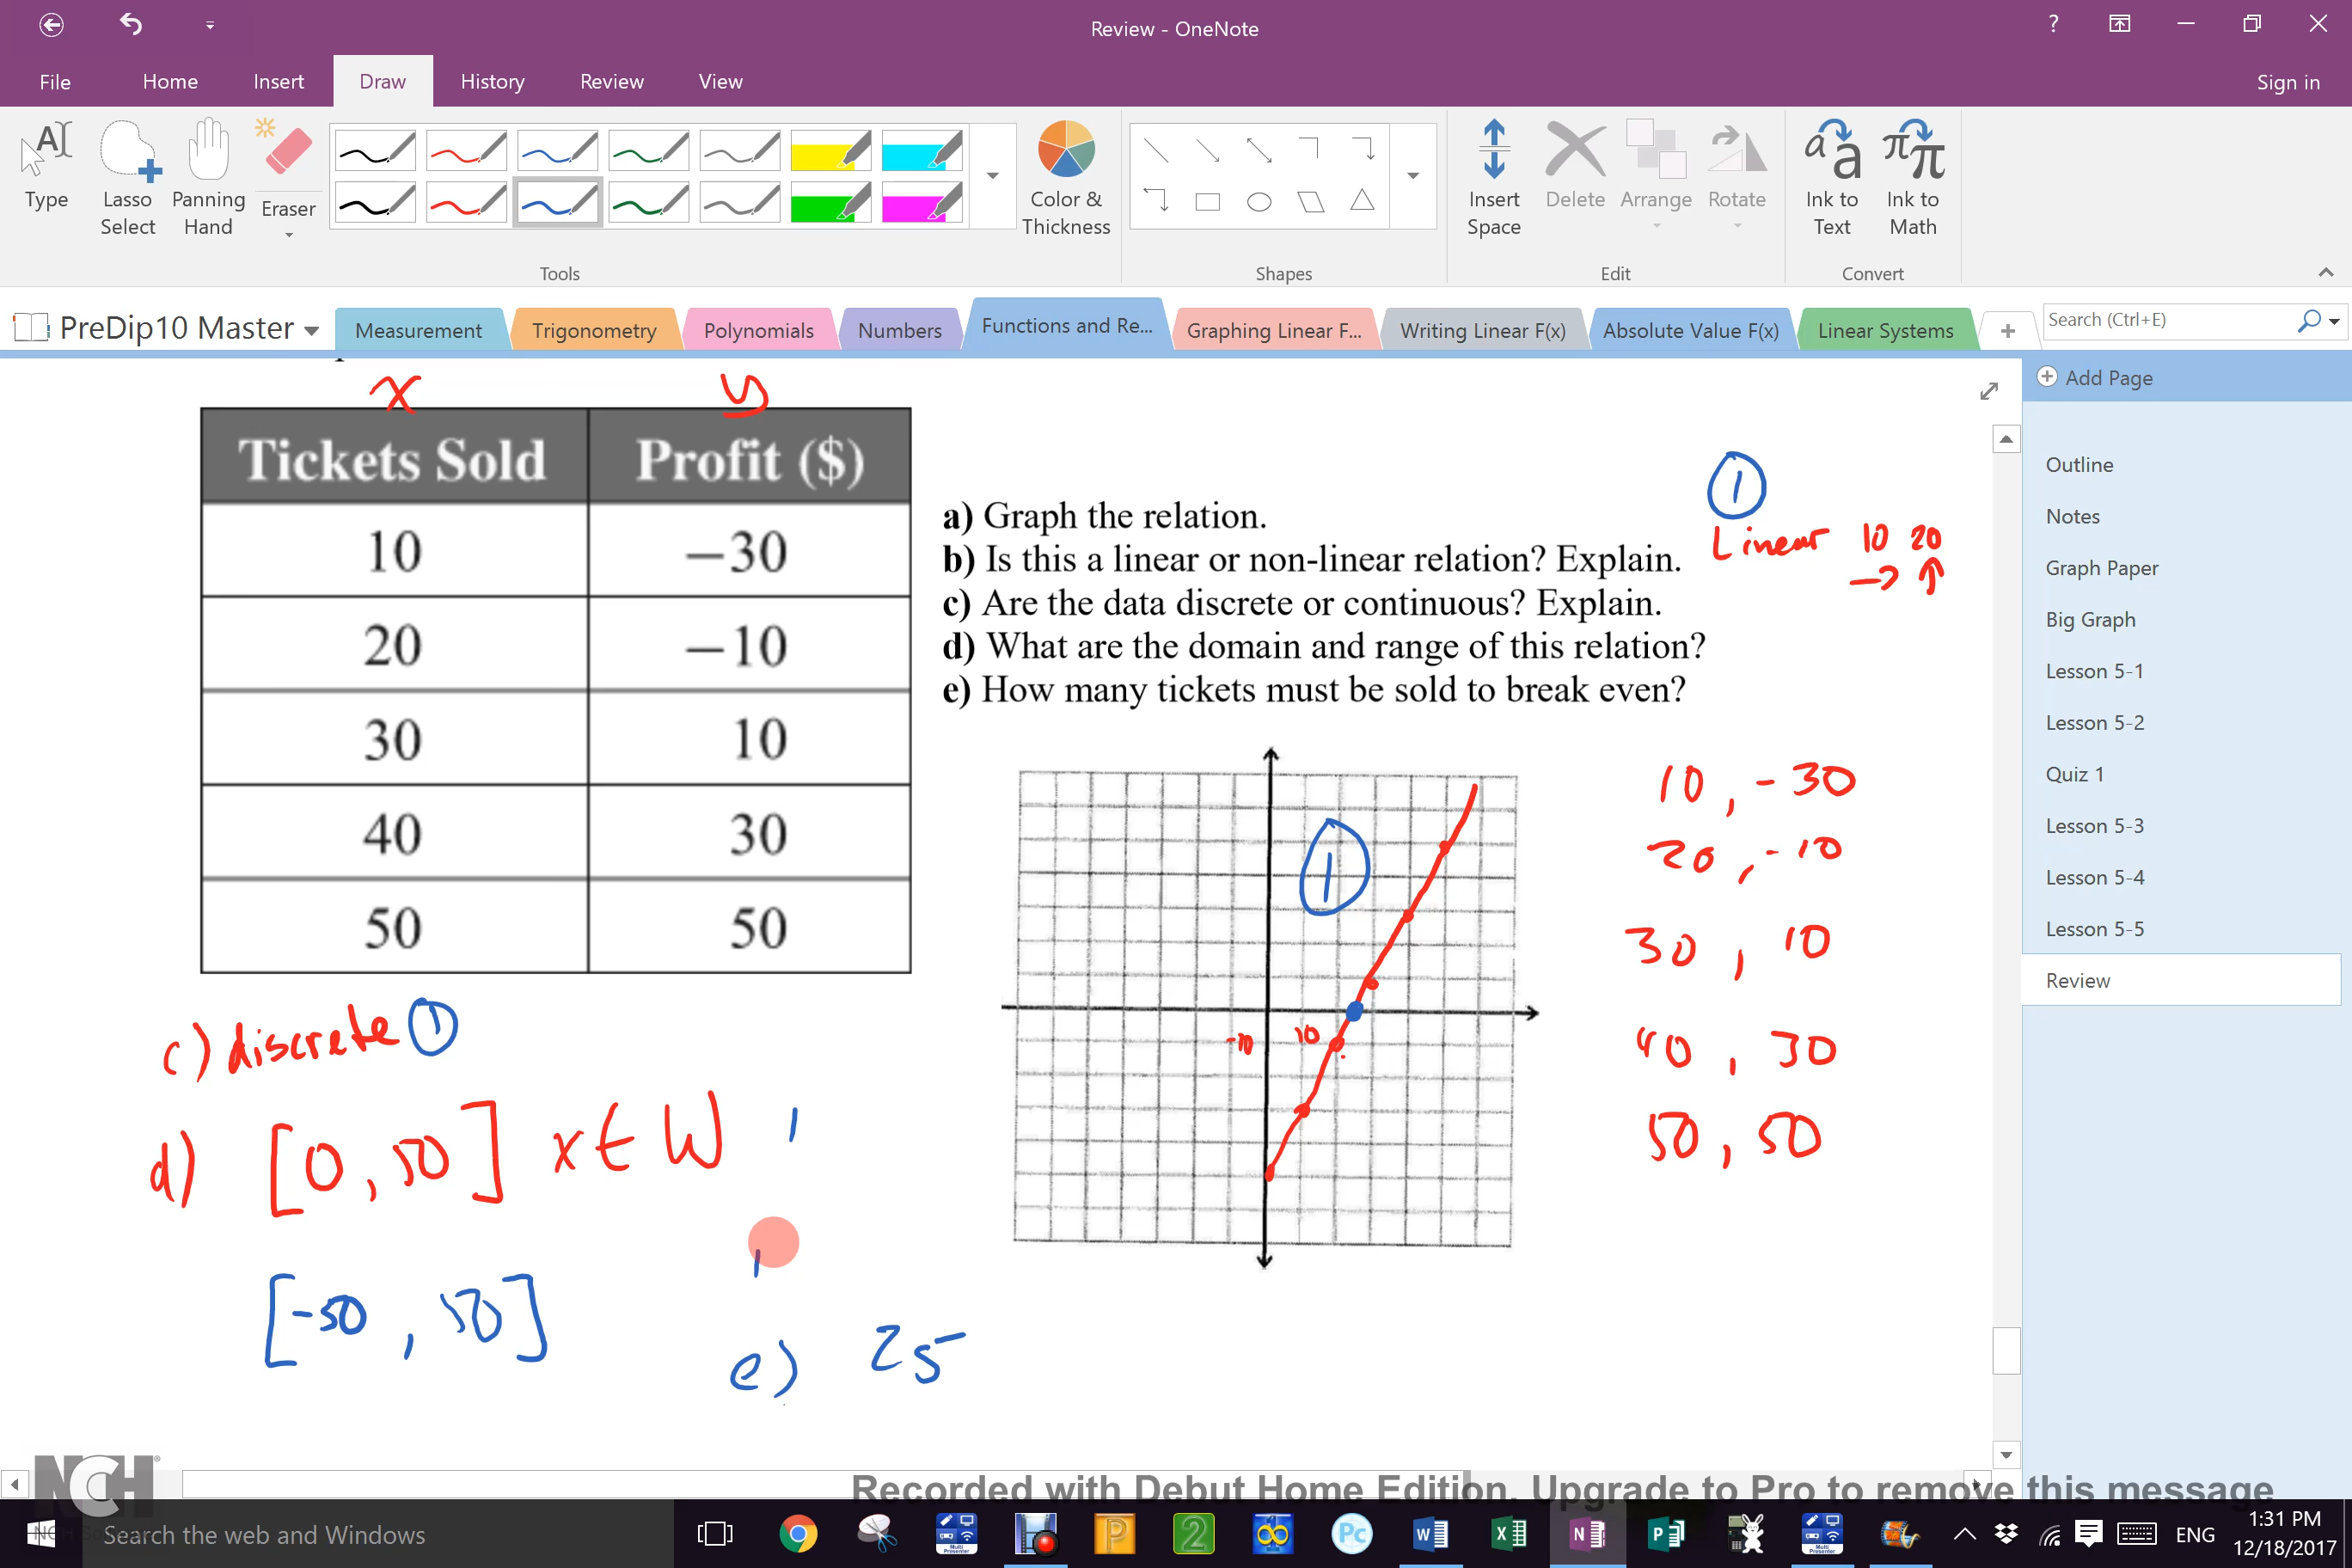 Review - OneNote
?
File Home Insert Draw History Review View Sign in
Type
Lasso Select
Panning Hand
Eraser
Color & Thickness
Insert Space
Delete
Arrange
Rotate
Ink to Text
Ink to Math
Tools
Shapes
Edit
Convert
PreDip10 Master
Measurement
Trigonometry
Polynomials
Numbers
Functions and Re...
Graphing Linear F...
Writing Linear F(x)
Absolute Value F(x)
Linear Systems
Search (Ctrl+E)
x y
Tickets Sold Profit ($)
10 −30
20 −10
30 10
40 30
50 50
a) Graph the relation.
b) Is this a linear or non-linear relation? Explain.
c) Are the data discrete or continuous? Explain.
d) What are the domain and range of this relation?
e) How many tickets must be sold to break even?
1
Linear 10 20
→ ↑
1
-10 10
10 , -30
20 , -10
30 , 10
40 , 30
50 , 50
c) discrete 1
d) [0, 50] x ∈ W
[-50 , 50]
e) 25
Add Page
Outline
Notes
Graph Paper
Big Graph
Lesson 5-1
Lesson 5-2
Quiz 1
Lesson 5-3
Lesson 5-4
Lesson 5-5
Review
NCH
Recorded with Debut Home Edition. Upgrade to Pro to remove this message
Search the web and Windows
ENG
1:31 PM
12/18/2017